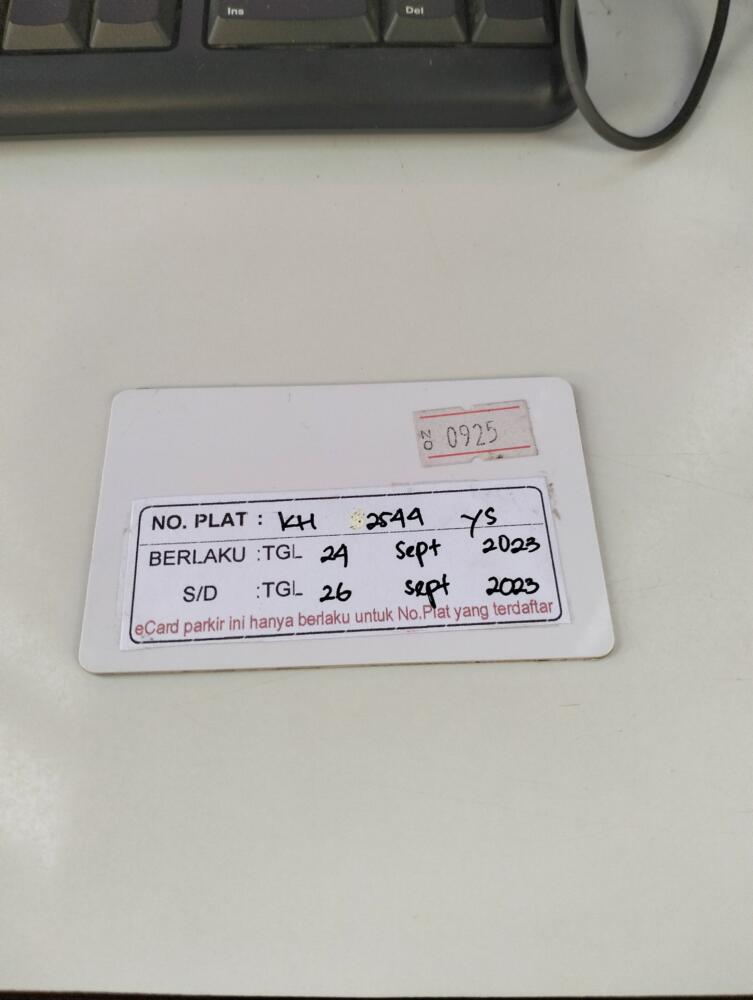 Ins
Del
NO 0925
NO. PLAT : KH 2544 YS
BERLAKU :TGL 24 Sept 2023
S/D :TGL 26 Sept 2023
eCard parkir ini hanya berlaku untuk No.Plat yang terdaftar